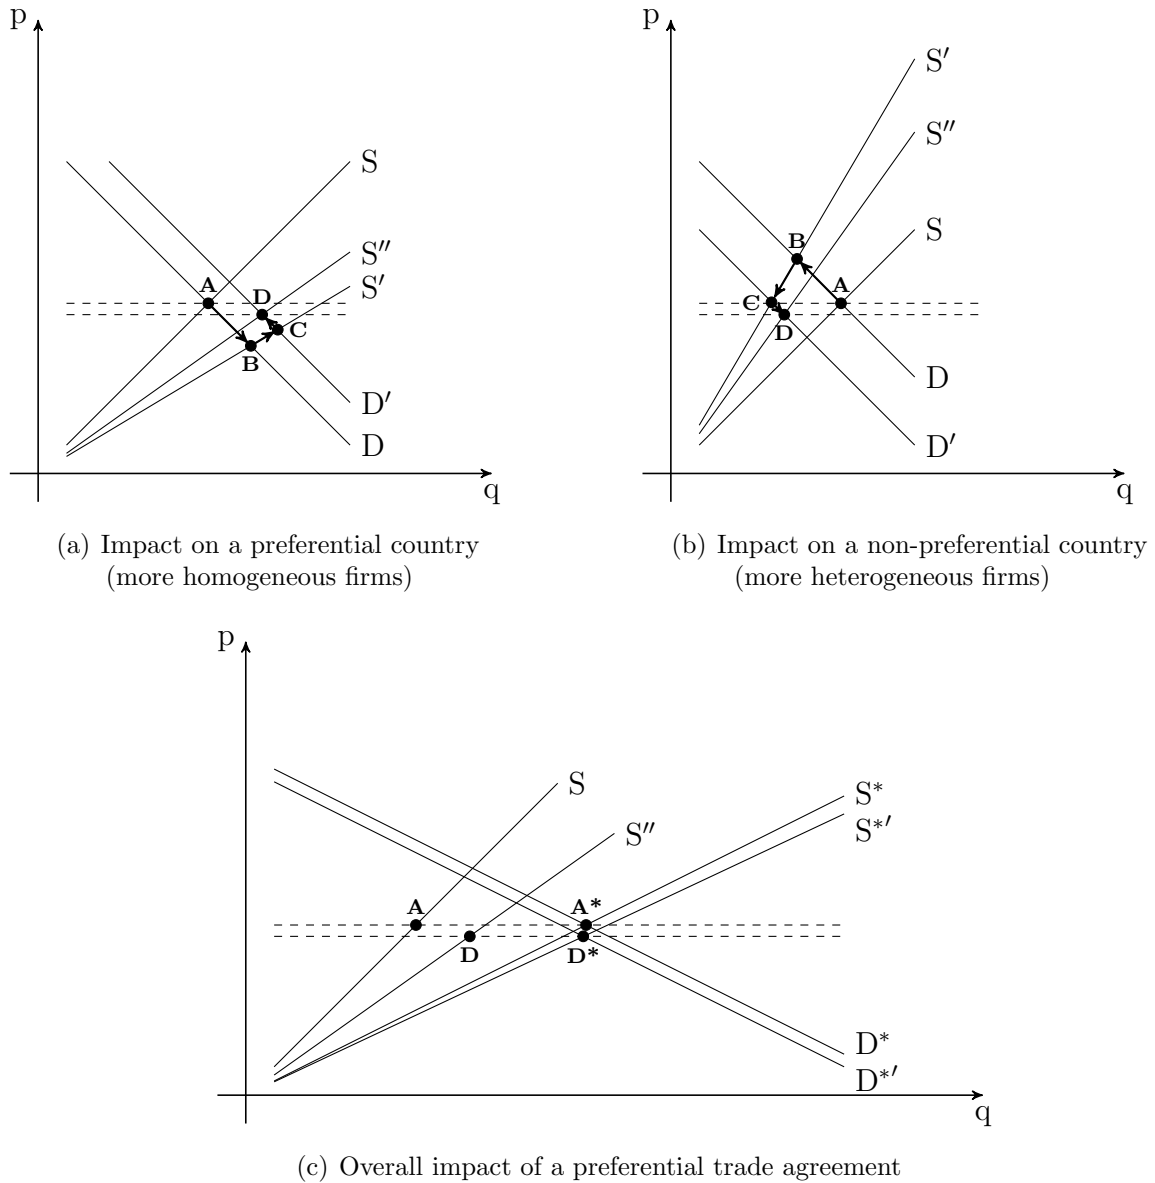 p
S
S″
S′
A
D
C
B
D′
D
q
(a) Impact on a preferential country
(more homogeneous firms)
p
S′
S″
S
B
A
C
D
D
D′
q
(b) Impact on a non-preferential country
(more heterogeneous firms)
p
S
S*
S*′
S″
A
A*
D
D*
D*
D*′
q
(c) Overall impact of a preferential trade agreement